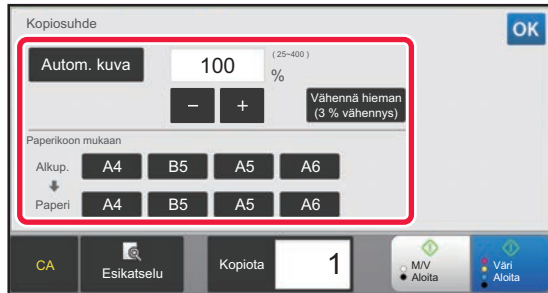 Kopiosuhde
OK
Autom. kuva
100
(25~400)
%
− +
Vähennä hieman
(3 % vähennys)
Paperikoon mukaan
Alkup. A4 B5 A5 A6
Paperi A4 B5 A5 A6
CA
Esikatselu
Kopiota 1
M/V
Aloita
Väri
Aloita